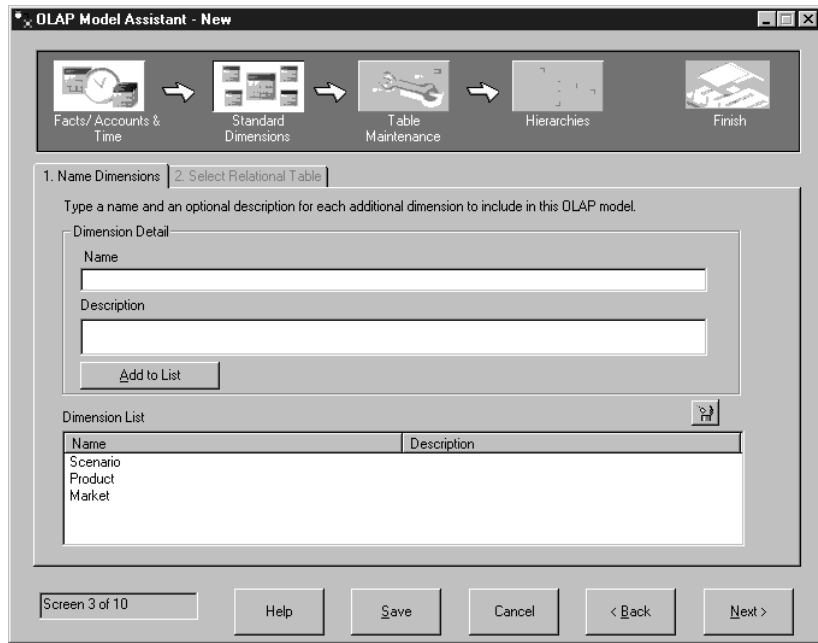 OLAP Model Assistant - New
Facts/ Accounts &
Time
Standard
Dimensions
Table
Maintenance
Hierarchies
Finish
1. Name Dimensions
2. Select Relational Table
Type a name and an optional description for each additional dimension to include in this OLAP model.
Dimension Detail
Name
Description
Add to List
Dimension List
Name Description
Scenario
Product
Market
Screen 3 of 10
Help
Save
Cancel
< Back
Next >